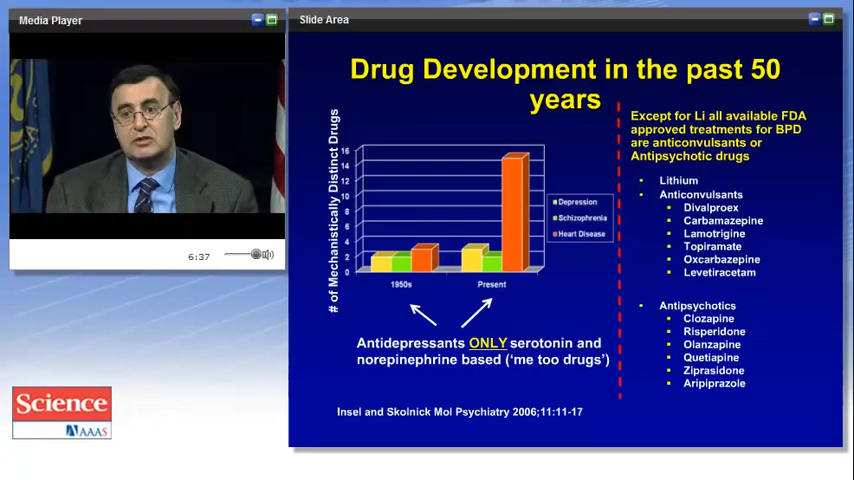 Media Player
Slide Area
6:37
Science
AAAS
Drug Development in the past 50
years
# of Mechanistically Distinct Drugs
16
14
12
10
8
6
4
2
0
1950s
Present
Depression
Schizophrenia
Heart Disease
Antidepressants ONLY serotonin and
norepinephrine based (‘me too drugs’)
Insel and Skolnick Mol Psychiatry 2006;11:11-17
Except for Li all available FDA
approved treatments for BPD
are anticonvulsants or
Antipsychotic drugs
Lithium
Anticonvulsants
Divalproex
Carbamazepine
Lamotrigine
Topiramate
Oxcarbazepine
Levetiracetam
Antipsychotics
Clozapine
Risperidone
Olanzapine
Quetiapine
Ziprasidone
Aripiprazole